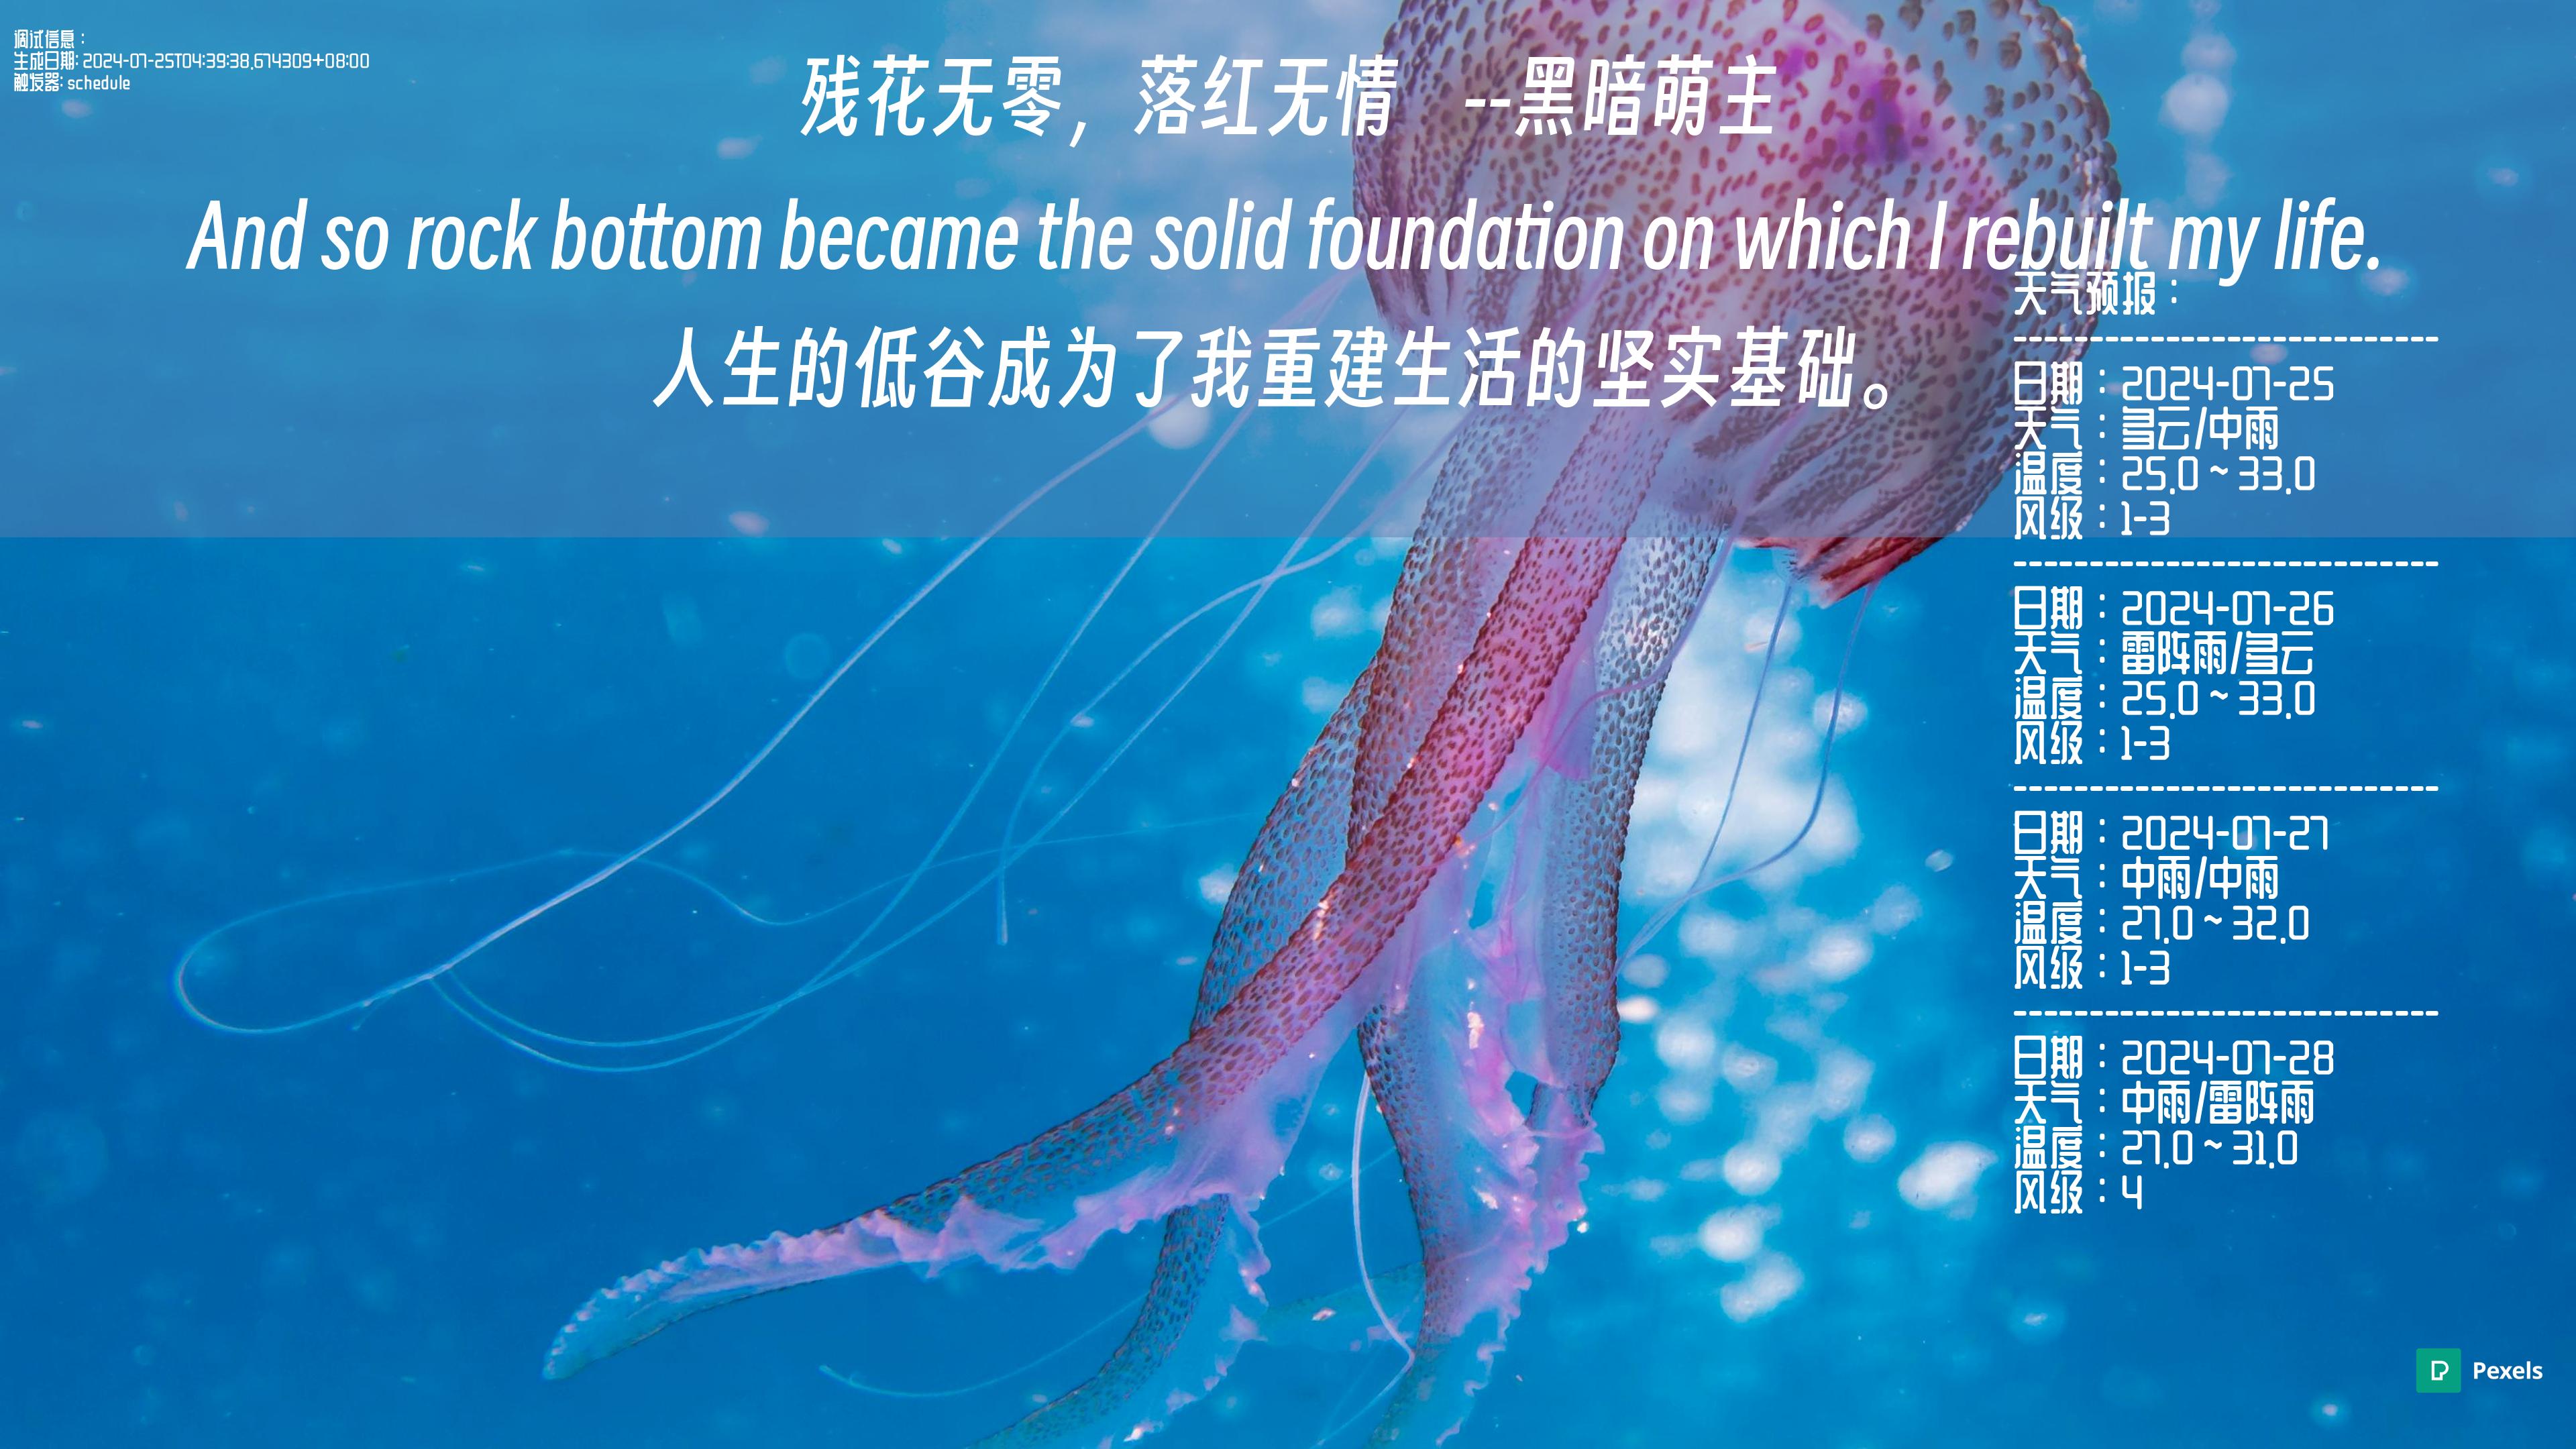 调试信息：
生成日期: 2024-07-25T04:39:38.674309+08:00
触发器: schedule
残花无零，落红无情 --黑暗萌主
And so rock bottom became the solid foundation on which I rebuilt my life.
人生的低谷成为了我重建生活的坚实基础。
天气预报：
------------------------------
日期：2024-07-25
天气：多云/中雨
温度：25.0 ~ 33.0
风级：1-3
------------------------------
日期：2024-07-26
天气：雷阵雨/多云
温度：25.0 ~ 33.0
风级：1-3
------------------------------
日期：2024-07-27
天气：中雨/中雨
温度：27.0 ~ 32.0
风级：1-3
------------------------------
日期：2024-07-28
天气：中雨/雷阵雨
温度：27.0 ~ 31.0
风级：4
Pexels